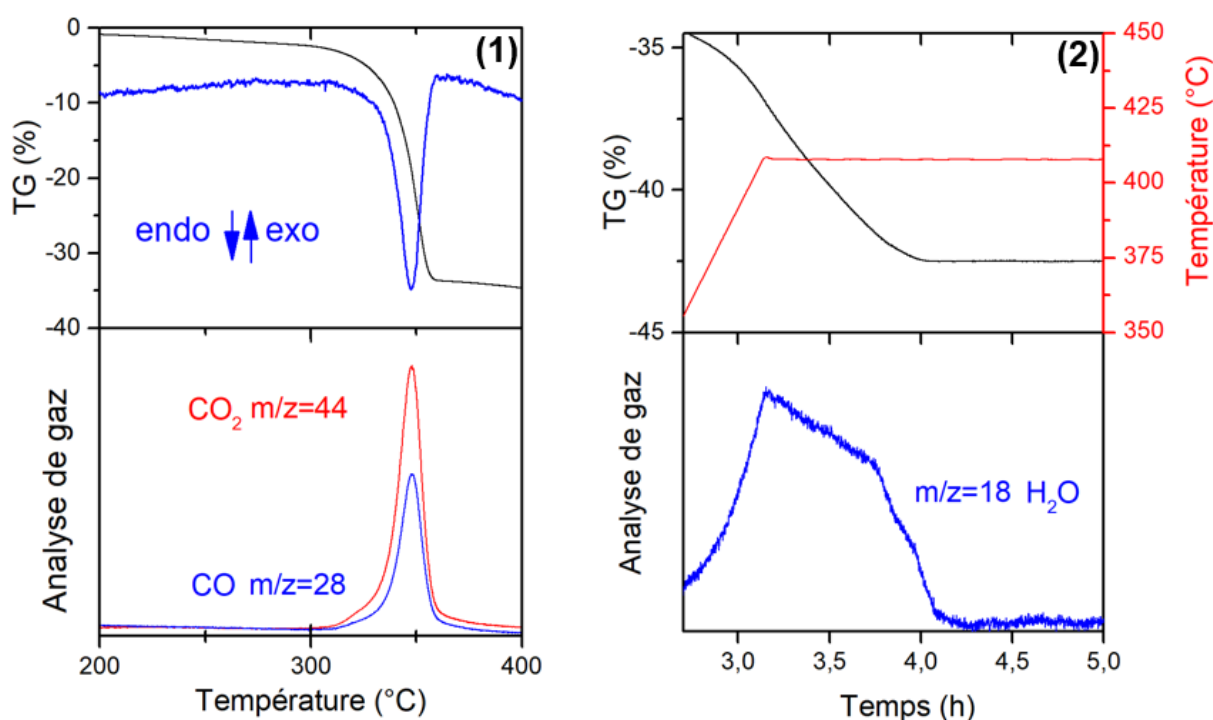 (1)
0
-10
-20
-30
-40
TG (%)
endo
exo
Analyse de gaz
CO2 m/z=44
CO m/z=28
200
300
400
Température (°C)
(2)
-35
-40
-45
TG (%)
450
425
400
375
350
Température (°C)
Analyse de gaz
m/z=18 H2O
3,0
3,5
4,0
4,5
5,0
Temps (h)